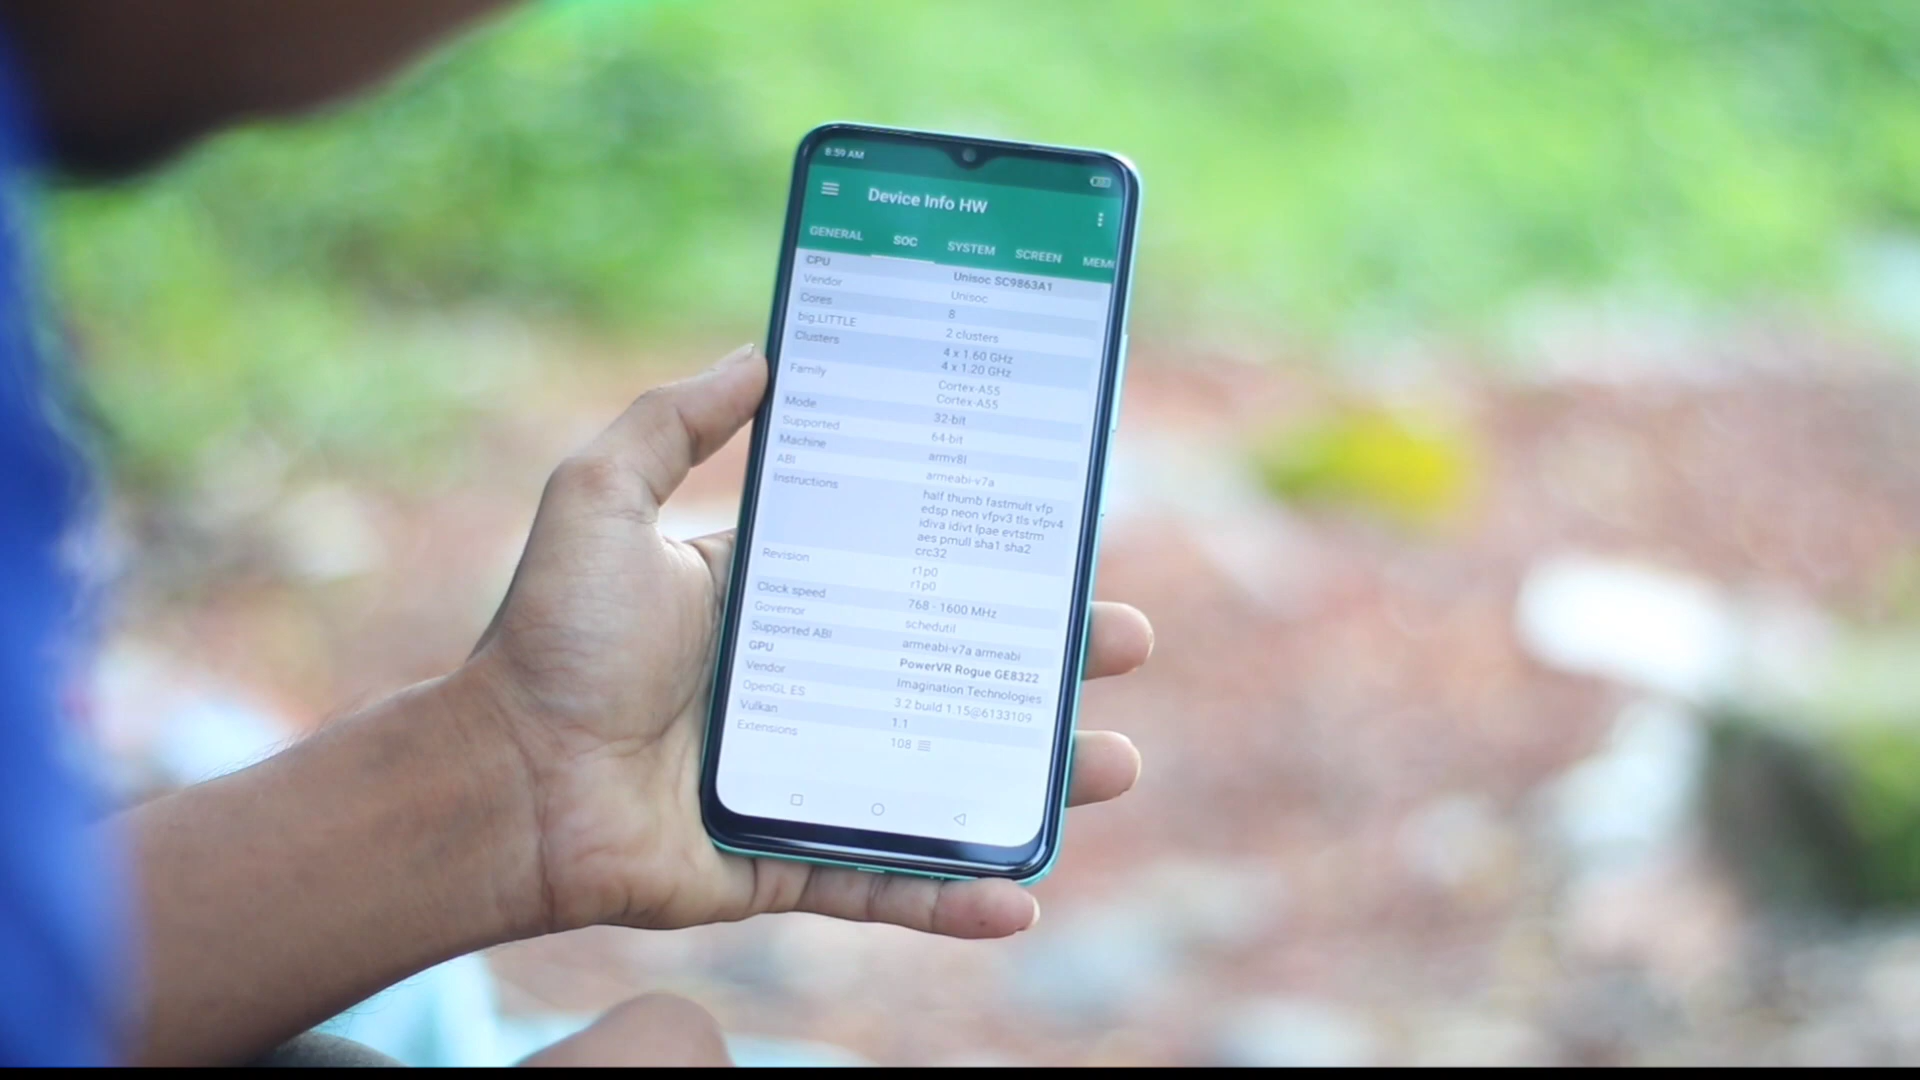 8:59 AM
Device Info HW
GENERAL SOC SYSTEM SCREEN MEM
CPU Unisoc SC9863A1
Vendor Unisoc
Cores 8
big.LITTLE 2 clusters
Clusters 4 x 1.60 GHz
4 x 1.20 GHz
Family Cortex-A55
Cortex-A55
Mode 32-bit
Supported 64-bit
Machine armv8l
ABI armeabi-v7a
Instructions half thumb fastmult vfp
edsp neon vfpv3 tls vfpv4
idiva idivt lpae evtstrm
aes pmull sha1 sha2
crc32
Revision r1p0
r1p0
Clock speed 768 - 1600 MHz
Governor schedutil
Supported ABI armeabi-v7a armeabi
GPU PowerVR Rogue GE8322
Vendor Imagination Technologies
OpenGL ES 3.2 build 1.15@6133109
Vulkan 1.1
Extensions 108